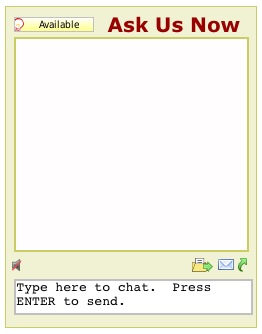 Available
Ask Us Now
Type here to chat.  Press
ENTER to send.